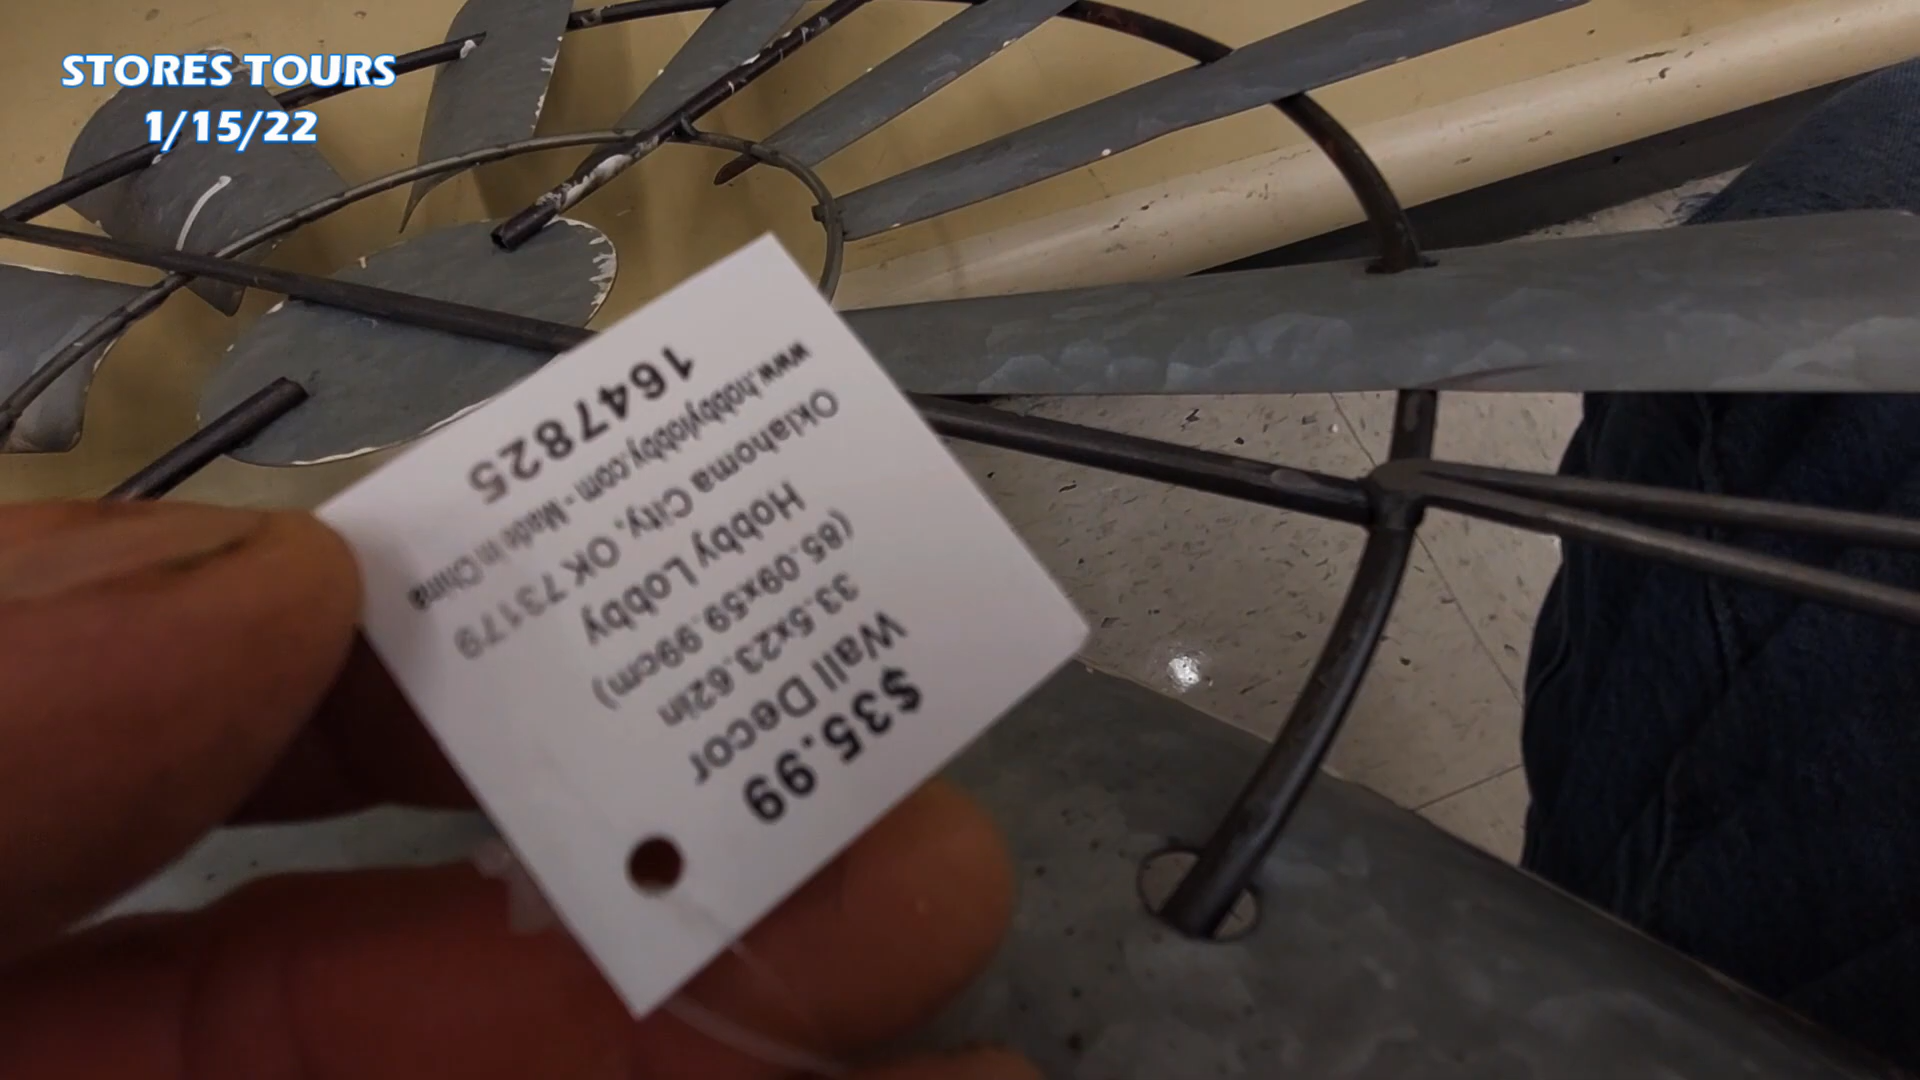 STORES TOURS
1/15/22
$35.99
Wall Decor
33.5x23.62in
(85.09x59.99cm)
Hobby Lobby
Oklahoma City, OK 73179
www.hobbylobby.com - Made in China
1647825